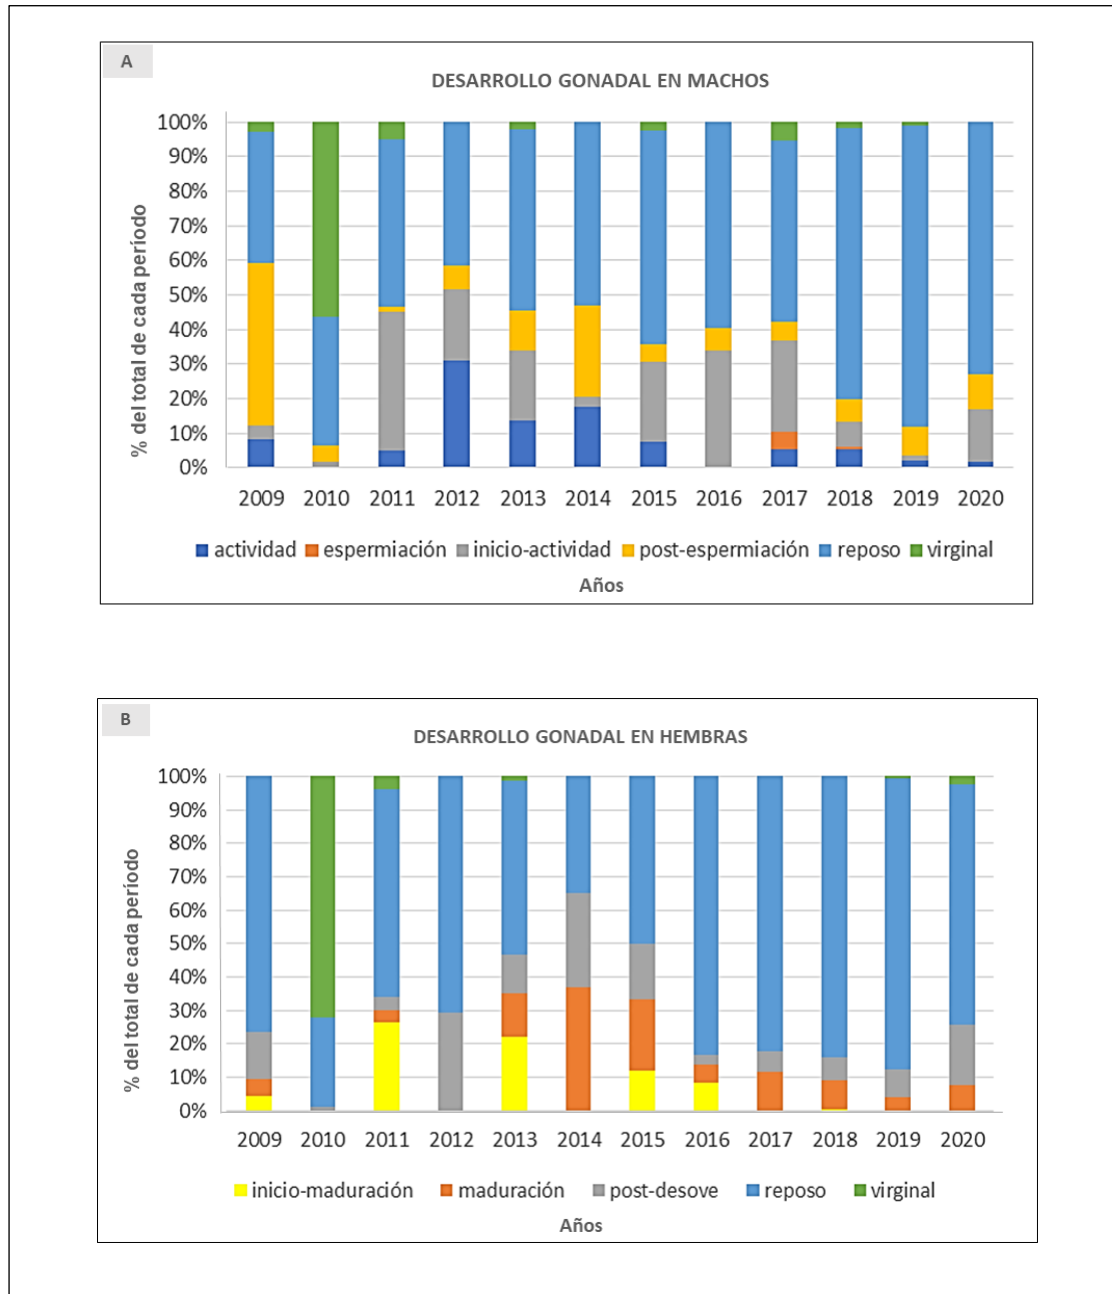 A
DESARROLLO GONADAL EN MACHOS
% del total de cada período
100%
90%
80%
70%
60%
50%
40%
30%
20%
10%
0%
2009 2010 2011 2012 2013 2014 2015 2016 2017 2018 2019 2020
actividad espermiación inicio-actividad post-espermiación reposo virginal
Años
B
DESARROLLO GONADAL EN HEMBRAS
% del total de cada período
100%
90%
80%
70%
60%
50%
40%
30%
20%
10%
0%
2009 2010 2011 2012 2013 2014 2015 2016 2017 2018 2019 2020
inicio-maduración maduración post-desove reposo virginal
Años